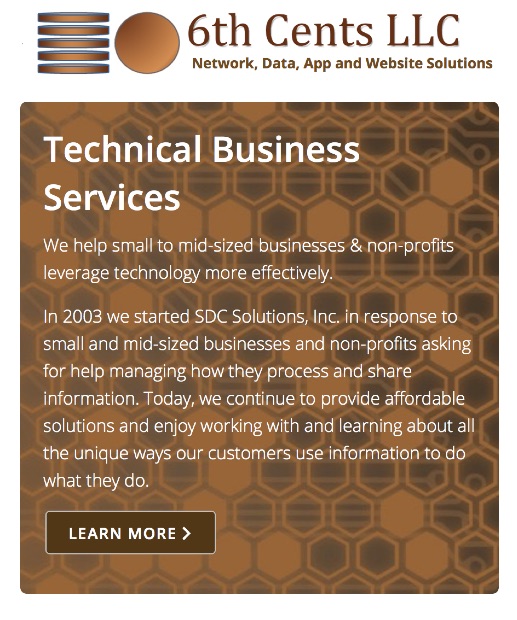 6th Cents LLC
Network, Data, App and Website Solutions
Technical Business
Services
We help small to mid-sized businesses & non-profits
leverage technology more effectively.
In 2003 we started SDC Solutions, Inc. in response to
small and mid-sized businesses and non-profits asking
for help managing how they process and share
information. Today, we continue to provide affordable
solutions and enjoy working with and learning about all
the unique ways our customers use information to do
what they do.
LEARN MORE